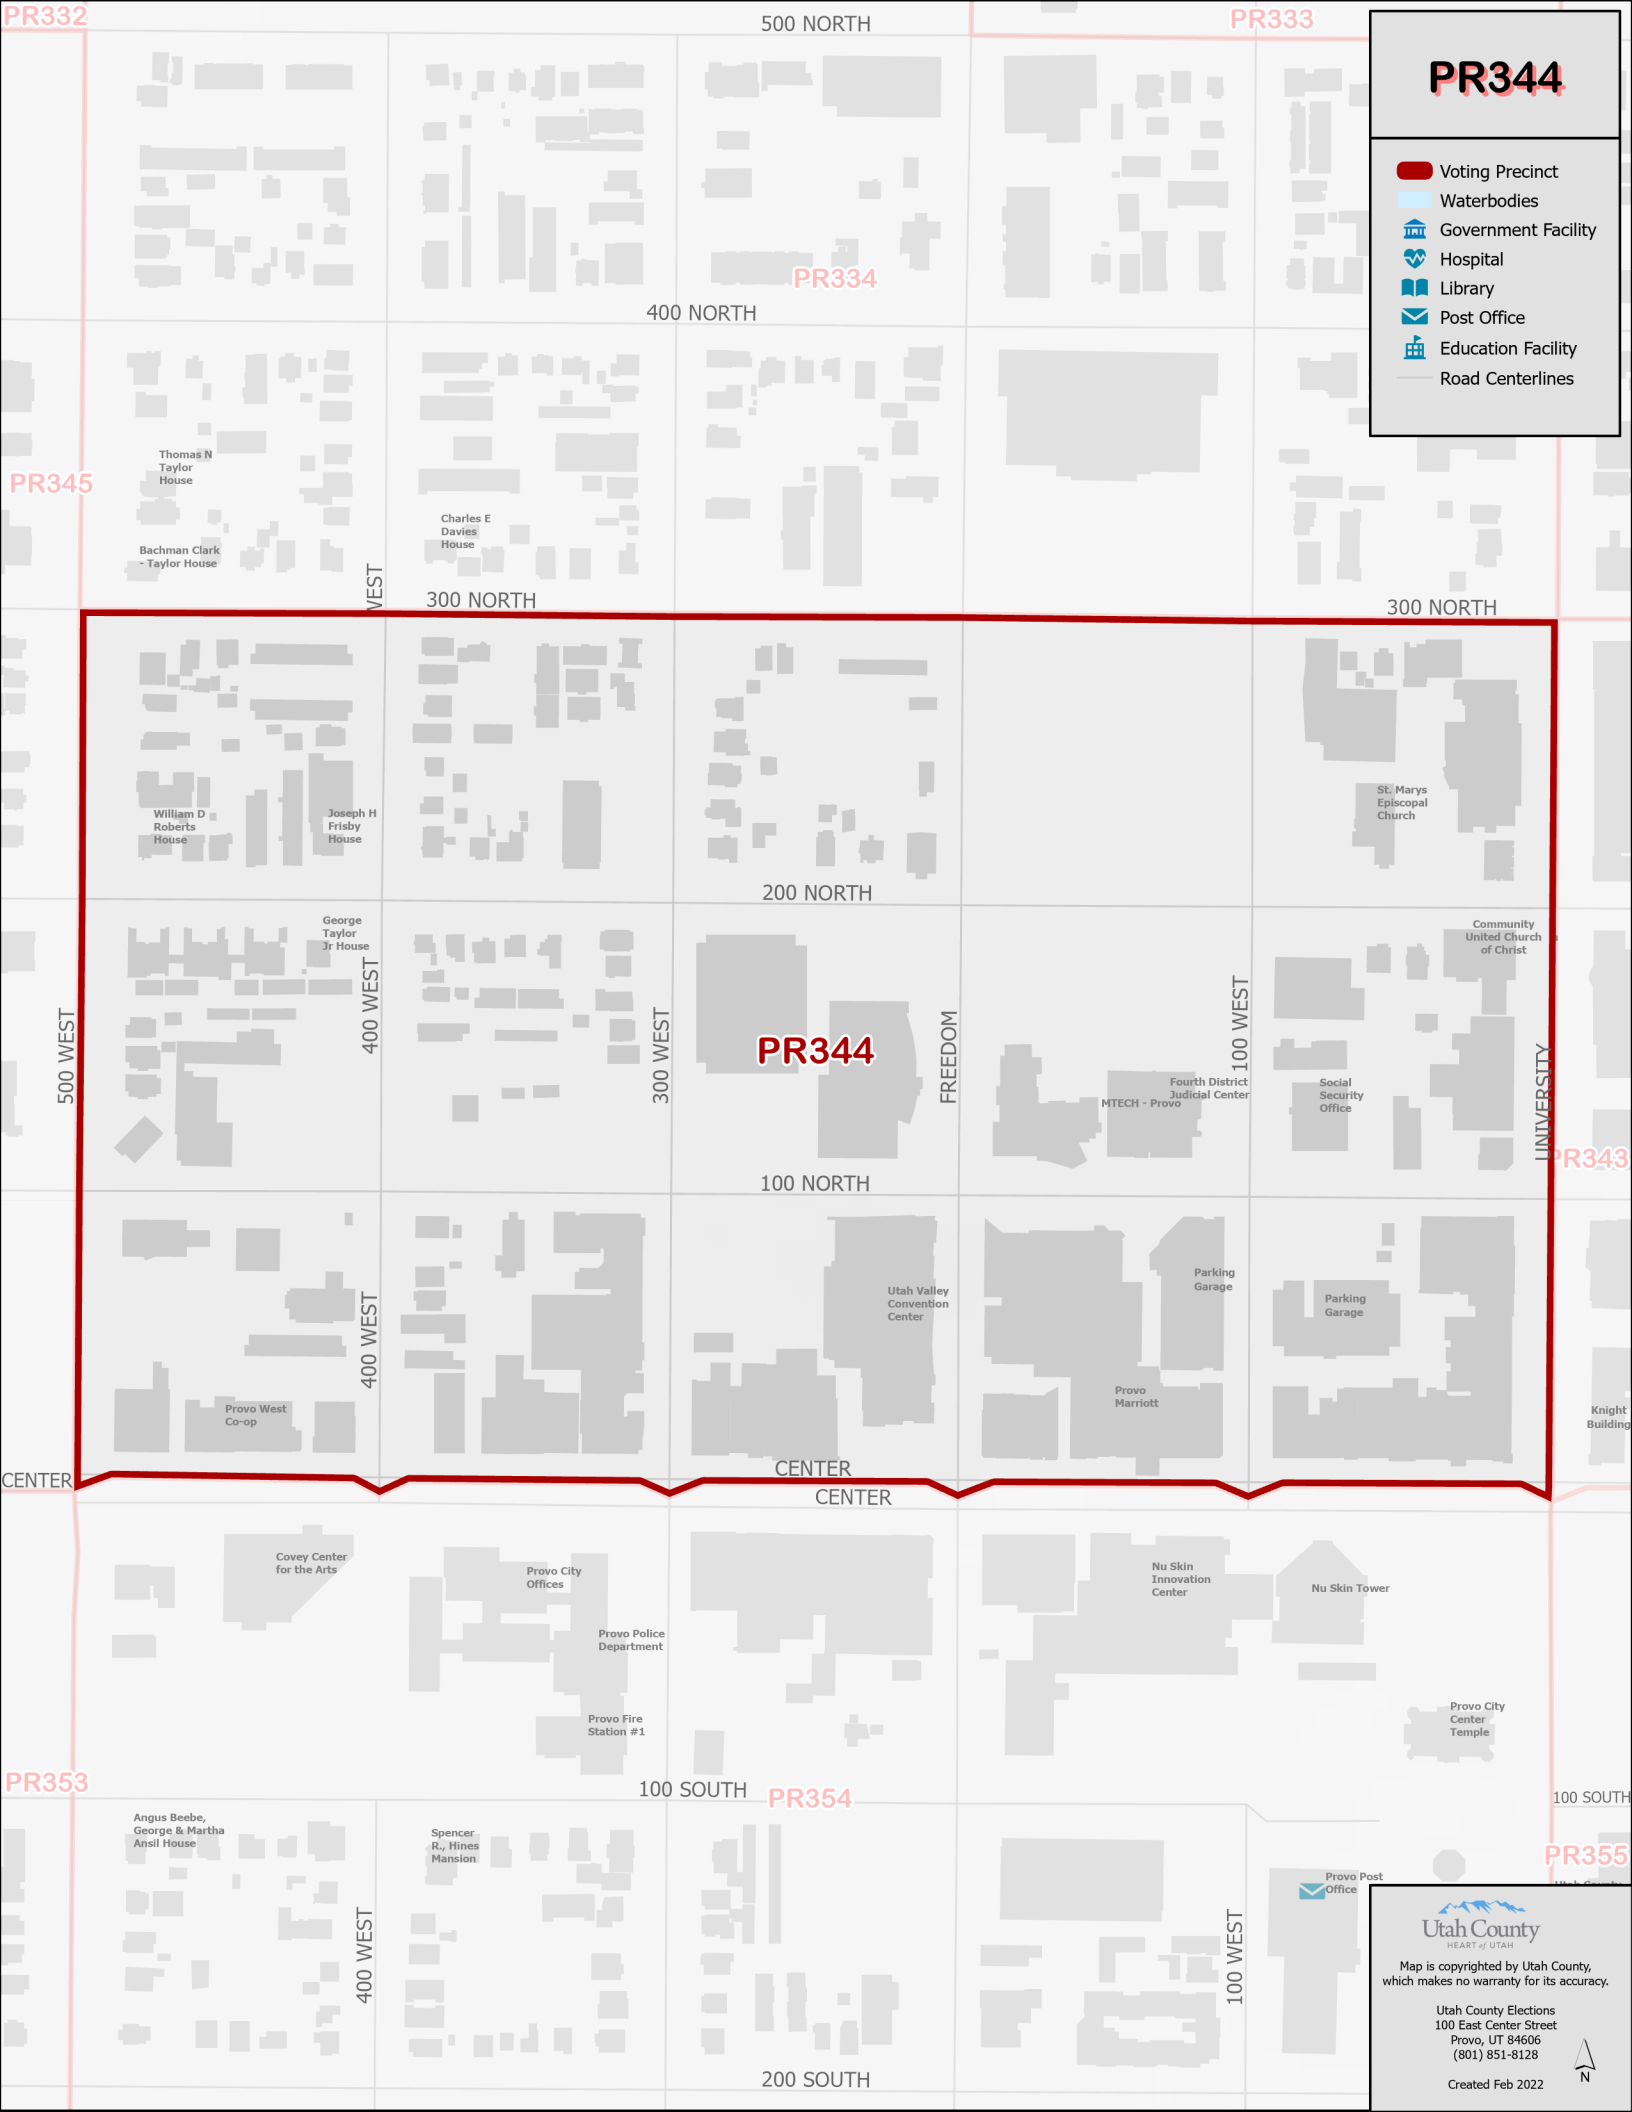 PR332
500 NORTH
PR333
PR344
Voting Precinct
Waterbodies
Government Facility
Hospital
Library
Post Office
Education Facility
Road Centerlines
PR334
400 NORTH
PR345
Thomas N
Taylor
House
Charles E
Davies
House
Bachman Clark
- Taylor House
WEST
300 NORTH
300 NORTH
William D
Roberts
House
Joseph H
Frisby
House
St. Marys
Episcopal
Church
200 NORTH
George
Taylor
Jr House
Community
United Church
of Christ
500 WEST
400 WEST
300 WEST
PR344
FREEDOM
100 WEST
UNIVERSITY
Fourth District
Judicial Center
MTECH - Provo
Social
Security
Office
PR343
100 NORTH
400 WEST
Utah Valley
Convention
Center
Parking
Garage
Parking
Garage
Provo West
Co-op
Provo
Marriott
Knight
Building
CENTER
CENTER
CENTER
Covey Center
for the Arts
Provo City
Offices
Nu Skin
Innovation
Center
Nu Skin Tower
Provo Police
Department
Provo Fire
Station #1
Provo City
Center
Temple
PR353
100 SOUTH
PR354
100 SOUTH
Angus Beebe,
George & Martha
Ansil House
Spencer
R., Hines
Mansion
PR355
Provo Post
Office
400 WEST
100 WEST
200 SOUTH
Utah County
HEART of UTAH
Map is copyrighted by Utah County,
which makes no warranty for its accuracy.
Utah County Elections
100 East Center Street
Provo, UT 84606
(801) 851-8128
Created Feb 2022
N